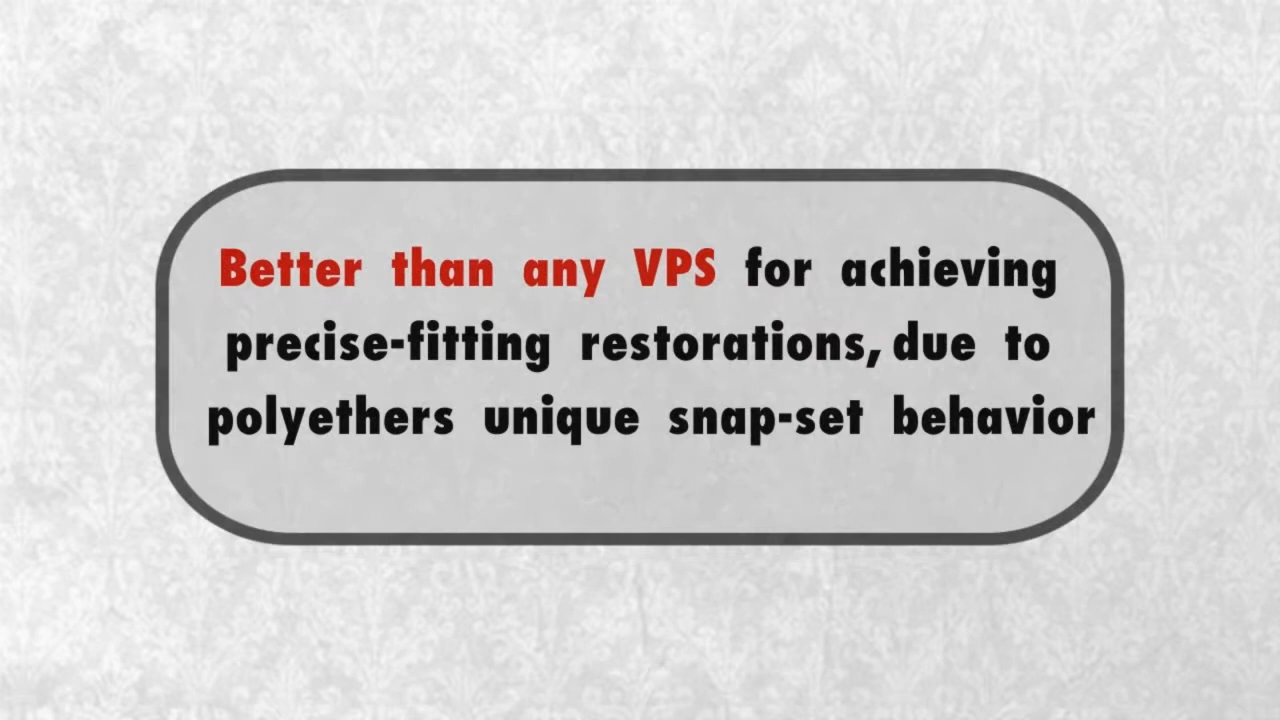 Better than any VPS for achieving
precise-fitting restorations, due to
polyethers unique snap-set behavior